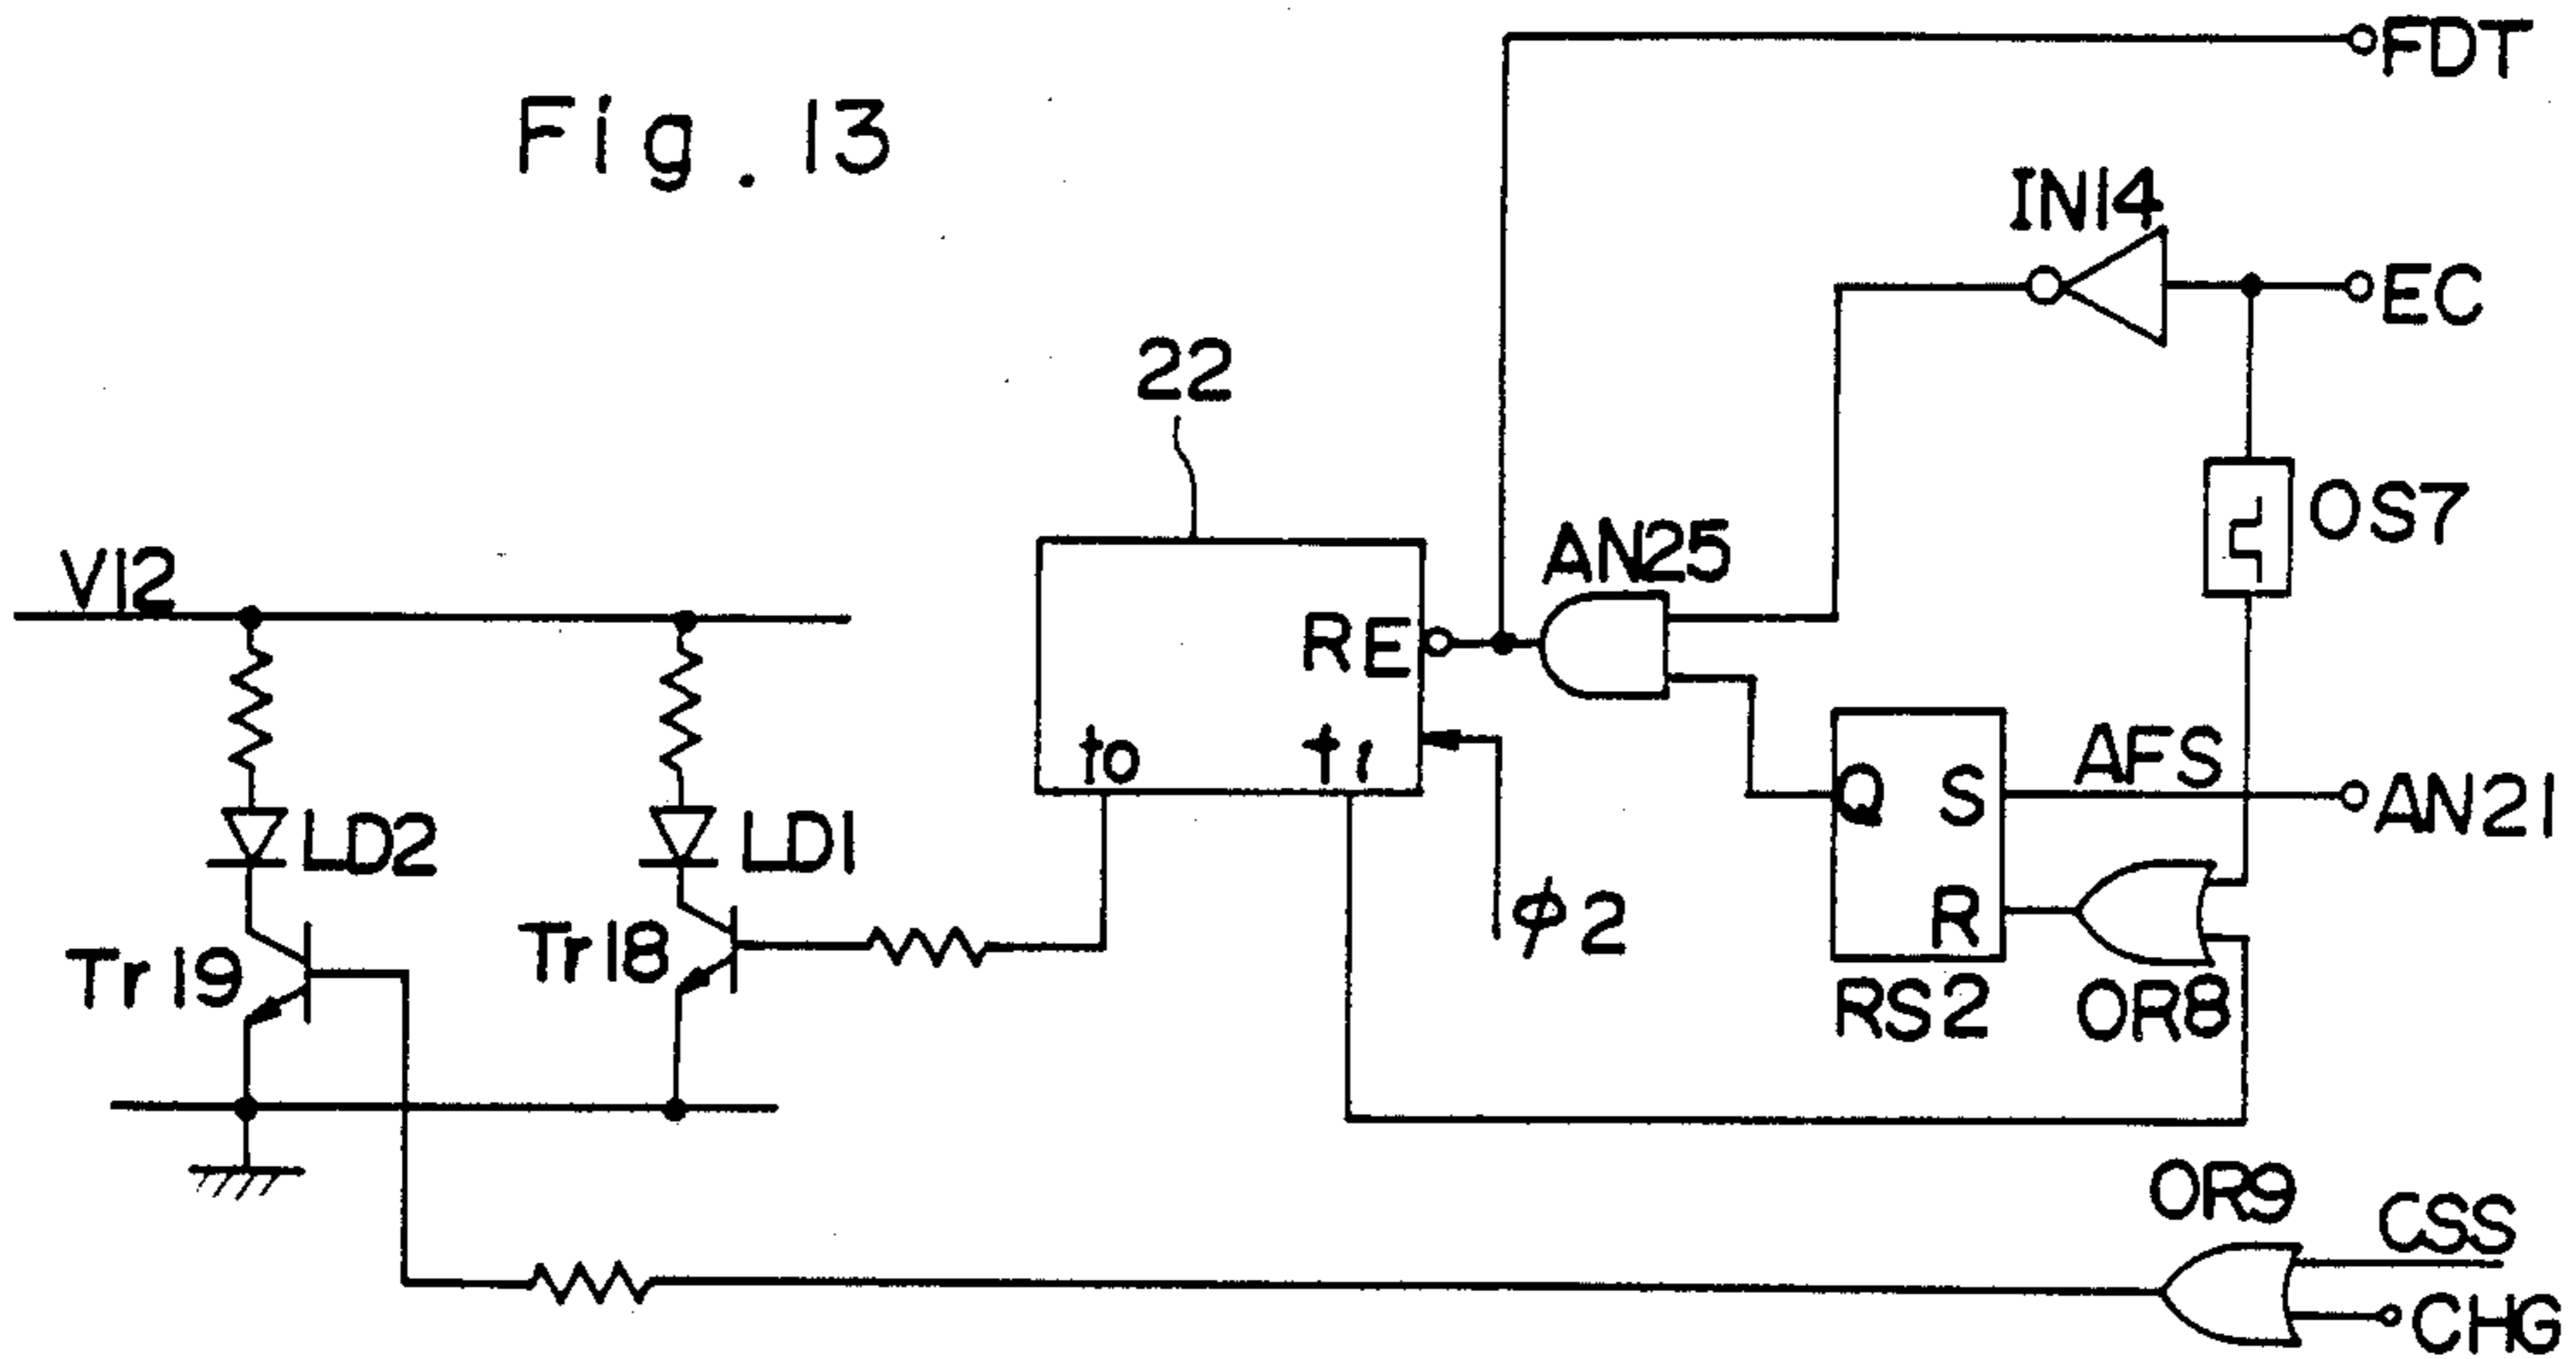 Fig. 13
FDT
IN14
EC
22
OS7
AN25
V12
RE
to
t1
LD2
LD1
Q
S
AFS
AN21
φ2
R
Tr19
Tr18
RS2
OR8
OR9
CSS
CHG